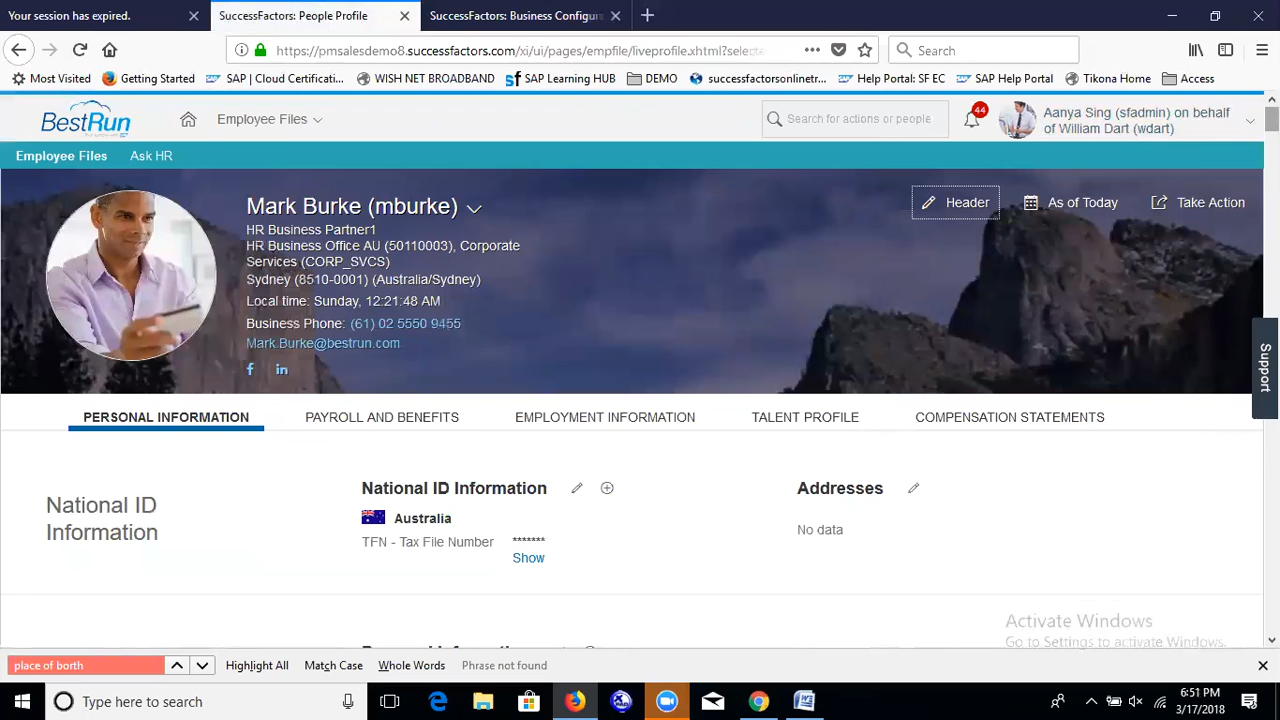 Your session has expired.
SuccessFactors: People Profile
SuccessFactors: Business Configur
https://pmsalesdemo8.successfactors.com/xi/ui/pages/empfile/liveprofile.xhtml?selecte
Search
Most Visited
Getting Started
SAP | Cloud Certificati...
WISH NET BROADBAND
SAP Learning HUB
DEMO
successfactorsonlinetr...
Help Portal: SF EC
SAP Help Portal
Tikona Home
Access
BestRun
Employee Files
Search for actions or people
44
Aanya Sing (sfadmin) on behalf
of William Dart (wdart)
Employee Files
Ask HR
Mark Burke (mburke)
Header
As of Today
Take Action
HR Business Partner1
HR Business Office AU (50110003), Corporate
Services (CORP_SVCS)
Sydney (8510-0001) (Australia/Sydney)
Local time: Sunday, 12:21:48 AM
Business Phone: (61) 02 5550 9455
Mark.Burke@bestrun.com
Support
PERSONAL INFORMATION
PAYROLL AND BENEFITS
EMPLOYMENT INFORMATION
TALENT PROFILE
COMPENSATION STATEMENTS
National ID
Information
National ID Information
Australia
TFN - Tax File Number
*******
Show
Addresses
No data
Activate Windows
Go to Settings to activate Windows.
place of borth
Highlight All
Match Case
Whole Words
Phrase not found
Type here to search
6:51 PM
3/17/2018